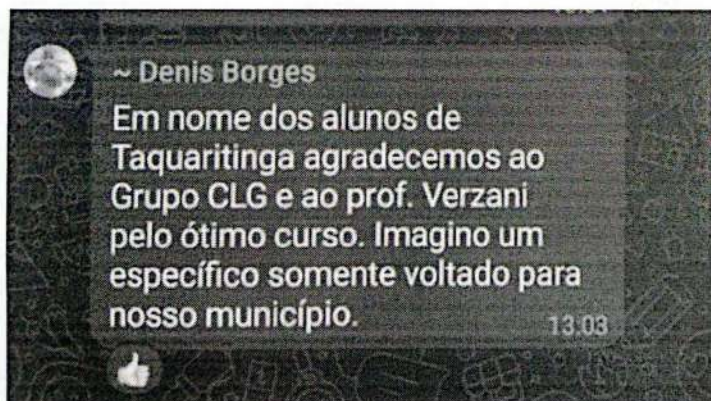 ~ Denis Borges
Em nome dos alunos de
Taquaritinga agradecemos ao
Grupo CLG e ao prof. Verzani
pelo ótimo curso. Imagino um
específico somente voltado para
nosso município.
13:03